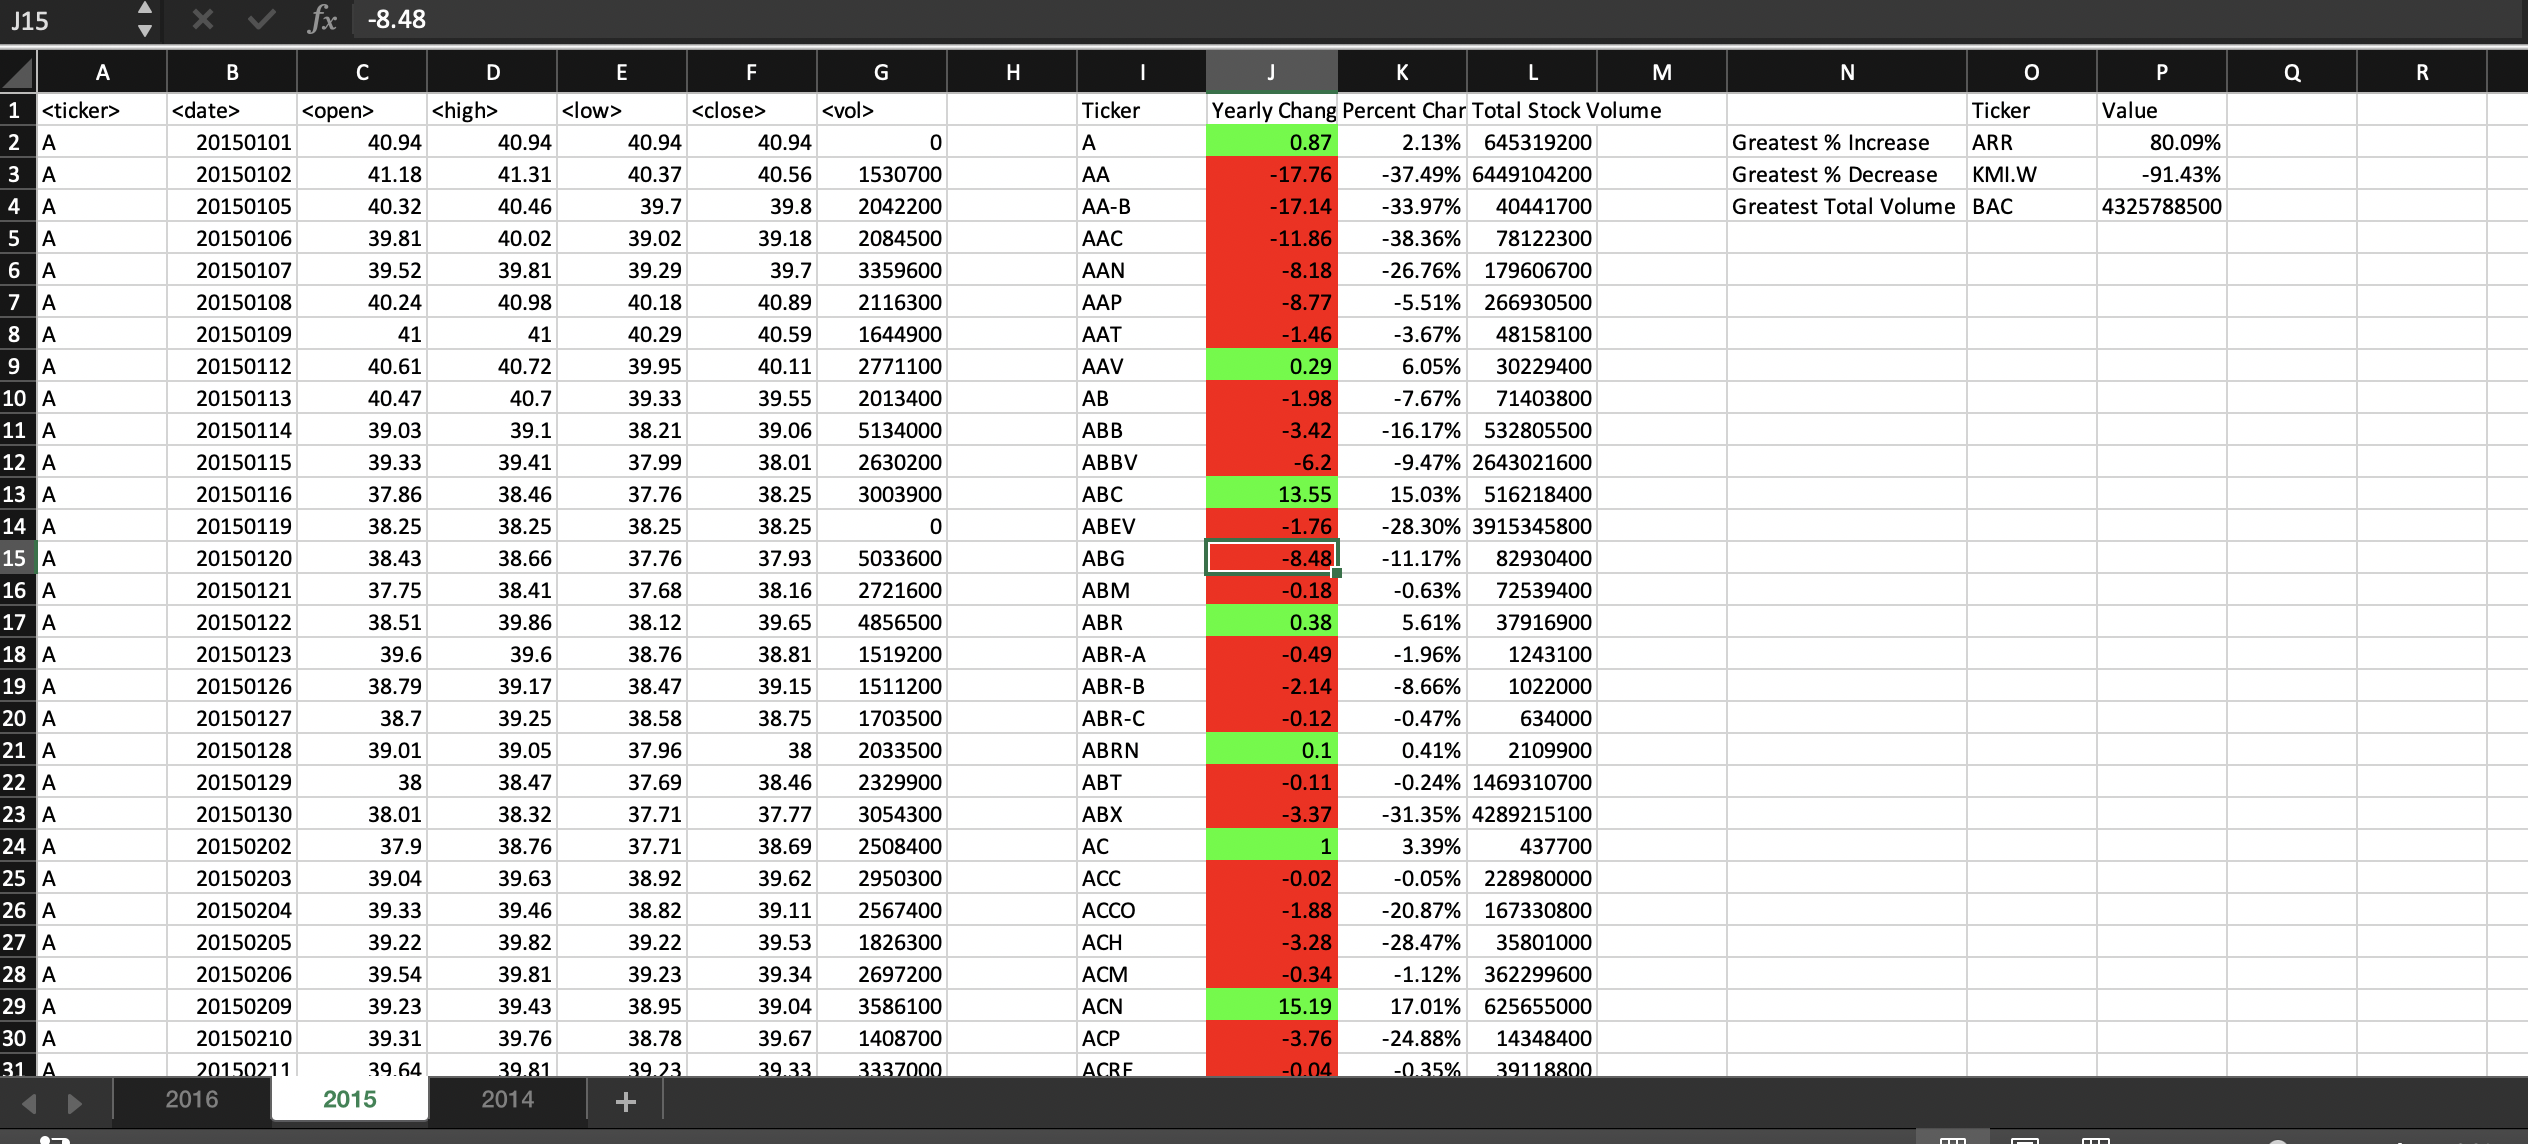 J15 fx -8.48
A B C D E F G H I J K L M N O P Q R
1 <ticker> <date> <open> <high> <low> <close> <vol> Ticker Yearly Chang Percent Char Total Stock Volume Ticker Value
2 A 20150101 40.94 40.94 40.94 40.94 0 A 0.87 2.13% 645319200 Greatest % Increase ARR 80.09%
3 A 20150102 41.18 41.31 40.37 40.56 1530700 AA -17.76 -37.49% 6449104200 Greatest % Decrease KMI.W -91.43%
4 A 20150105 40.32 40.46 39.7 39.8 2042200 AA-B -17.14 -33.97% 40441700 Greatest Total Volume BAC 4325788500
5 A 20150106 39.81 40.02 39.02 39.18 2084500 AAC -11.86 -38.36% 78122300
6 A 20150107 39.52 39.81 39.29 39.7 3359600 AAN -8.18 -26.76% 179606700
7 A 20150108 40.24 40.98 40.18 40.89 2116300 AAP -8.77 -5.51% 266930500
8 A 20150109 41 41 40.29 40.59 1644900 AAT -1.46 -3.67% 48158100
9 A 20150112 40.61 40.72 39.95 40.11 2771100 AAV 0.29 6.05% 30229400
10 A 20150113 40.47 40.7 39.33 39.55 2013400 AB -1.98 -7.67% 71403800
11 A 20150114 39.03 39.1 38.21 39.06 5134000 ABB -3.42 -16.17% 532805500
12 A 20150115 39.33 39.41 37.99 38.01 2630200 ABBV -6.2 -9.47% 2643021600
13 A 20150116 37.86 38.46 37.76 38.25 3003900 ABC 13.55 15.03% 516218400
14 A 20150119 38.25 38.25 38.25 38.25 0 ABEV -1.76 -28.30% 3915345800
15 A 20150120 38.43 38.66 37.76 37.93 5033600 ABG -8.48 -11.17% 82930400
16 A 20150121 37.75 38.41 37.68 38.16 2721600 ABM -0.18 -0.63% 72539400
17 A 20150122 38.51 39.86 38.12 39.65 4856500 ABR 0.38 5.61% 37916900
18 A 20150123 39.6 39.6 38.76 38.81 1519200 ABR-A -0.49 -1.96% 1243100
19 A 20150126 38.79 39.17 38.47 39.15 1511200 ABR-B -2.14 -8.66% 1022000
20 A 20150127 38.7 39.25 38.58 38.75 1703500 ABR-C -0.12 -0.47% 634000
21 A 20150128 39.01 39.05 37.96 38 2033500 ABRN 0.1 0.41% 2109900
22 A 20150129 38 38.47 37.69 38.46 2329900 ABT -0.11 -0.24% 1469310700
23 A 20150130 38.01 38.32 37.71 37.77 3054300 ABX -3.37 -31.35% 4289215100
24 A 20150202 37.9 38.76 37.71 38.69 2508400 AC 1 3.39% 437700
25 A 20150203 39.04 39.63 38.92 39.62 2950300 ACC -0.02 -0.05% 228980000
26 A 20150204 39.33 39.46 38.82 39.11 2567400 ACCO -1.88 -20.87% 167330800
27 A 20150205 39.22 39.82 39.22 39.53 1826300 ACH -3.28 -28.47% 35801000
28 A 20150206 39.54 39.81 39.23 39.34 2697200 ACM -0.34 -1.12% 362299600
29 A 20150209 39.23 39.43 38.95 39.04 3586100 ACN 15.19 17.01% 625655000
30 A 20150210 39.31 39.76 38.78 39.67 1408700 ACP -3.76 -24.88% 14348400
31 A 20150211 39.64 39.81 39.23 39.33 3337000 ACRE -0.04 -0.35% 39118800
2016 2015 2014 +